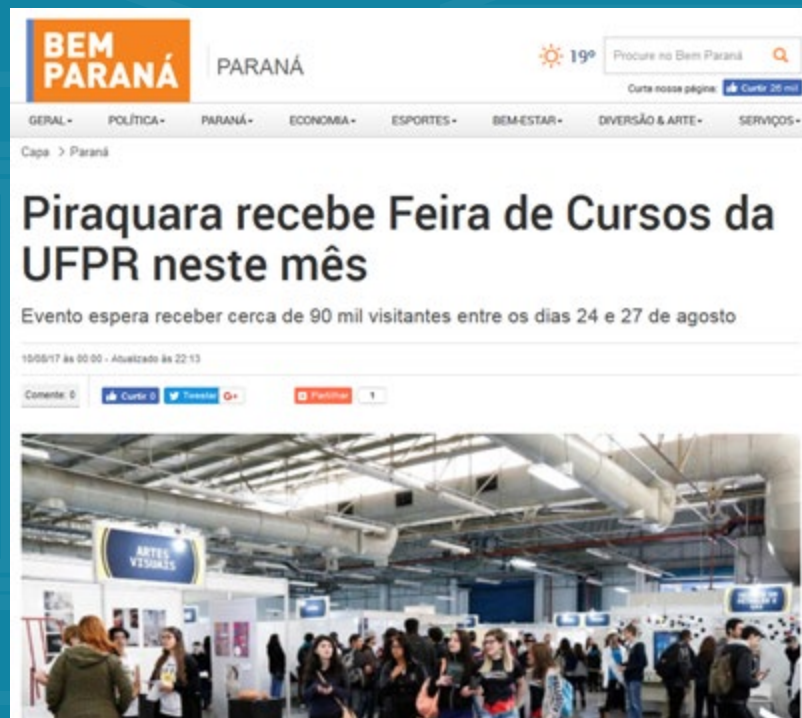 BEM
PARANÁ
PARANÁ
19º
Procure no Bem Paraná
Curta nossa página:
Curtir 26 mil
GERAL
POLÍTICA
PARANÁ
ECONOMIA
ESPORTES
BEM-ESTAR
DIVERSÃO & ARTE
SERVIÇOS
Capa > Paraná
Piraquara recebe Feira de Cursos da
UFPR neste mês
Evento espera receber cerca de 90 mil visitantes entre os dias 24 e 27 de agosto
10/08/17 às 00:00 - Atualizado às 22:13
Comente: 0
Curtir 0
Tweetar
G+
Partilhar
1
ARTES
VISUAIS